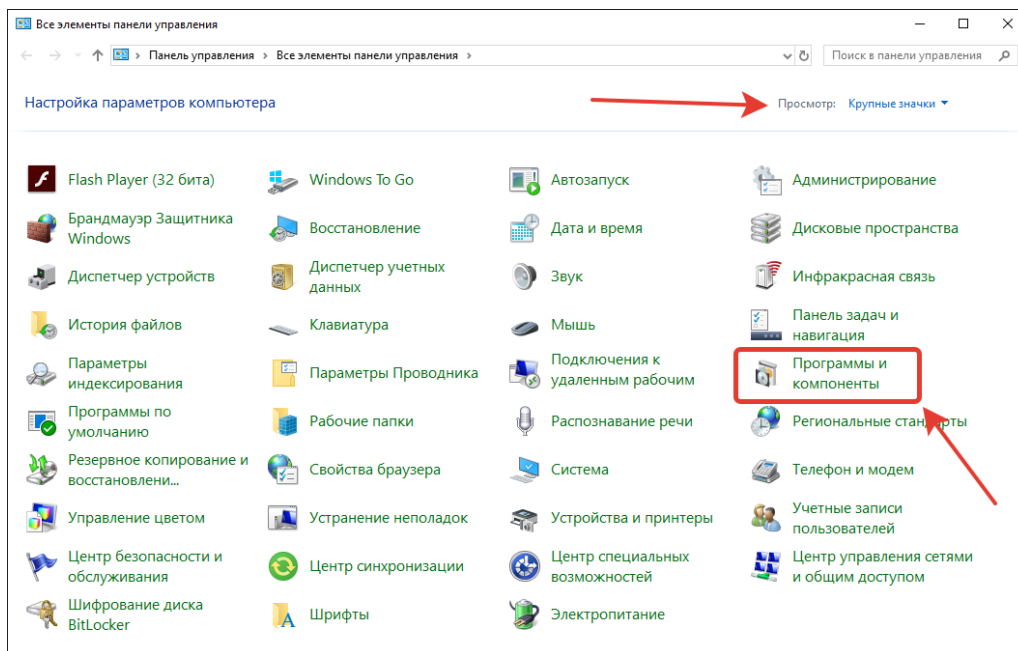 Все элементы панели управления
Панель управления > Все элементы панели управления >
Поиск в панели управления
Настройка параметров компьютера
Просмотр: Крупные значки
Flash Player (32 бита)
Windows To Go
Автозапуск
Администрирование
Брандмауэр Защитника
Windows
Восстановление
Дата и время
Дисковые пространства
Диспетчер устройств
Диспетчер учетных
данных
Звук
Инфракрасная связь
История файлов
Клавиатура
Мышь
Панель задач и
навигация
Параметры
индексирования
Параметры Проводника
Подключения к
удаленным рабочим
Программы и
компоненты
Программы по
умолчанию
Рабочие папки
Распознавание речи
Региональные стандарты
Резервное копирование и
восстановлени...
Свойства браузера
Система
Телефон и модем
Управление цветом
Устранение неполадок
Устройства и принтеры
Учетные записи
пользователей
Центр безопасности и
обслуживания
Центр синхронизации
Центр специальных
возможностей
Центр управления сетями
и общим доступом
Шифрование диска
BitLocker
Шрифты
Электропитание